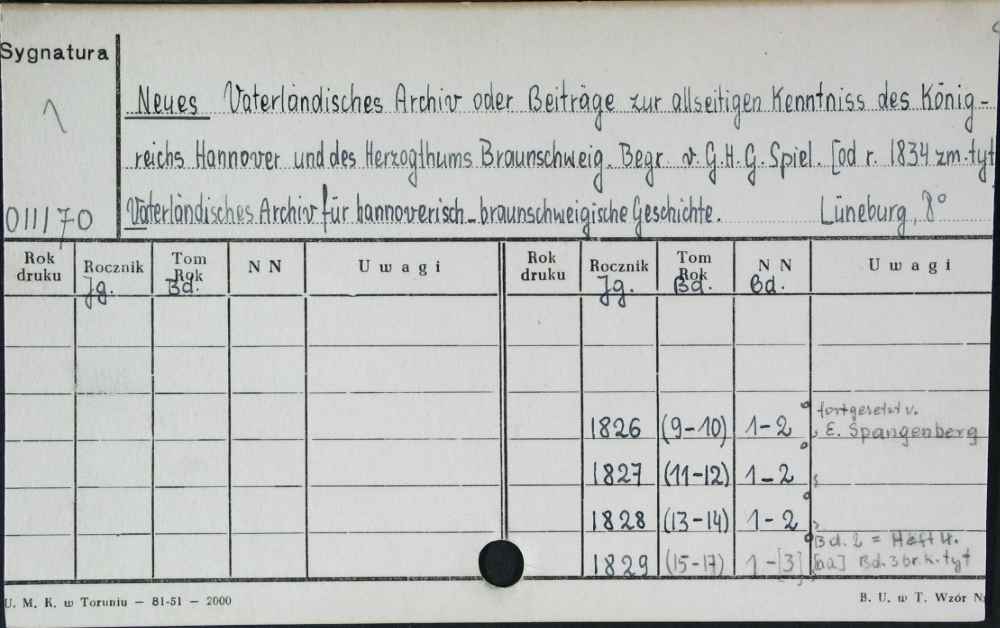 Sygnatura
Neues Vaterländisches Archiv oder Beiträge zur allseitigen Kenntniss des König-
reichs Hannover und des Herzogthums Braunschweig. Begr. v. G.H.G. Spiel. [od r. 1834 zm. tyt
011170 Vaterländisches Archiv für hannoverisch-braunschweigische Geschichte. Lüneburg, 8°
Rok druku Rocznik Tom Rok NN Uwagi Rok druku Rocznik Tom Rok NN Uwagi
Jg. Bd. Jg. Bd. Bd.
fortgesetzt v.
1826 (9-10) 1-2 E. Spangenberg
1827 (11-12) 1-2
1828 (13-14) 1-2
Bd. 2 = Heft 4.
1829 (15-17) 1-[3] Bd. 3 br. k. tyt
U. M. K. w Toruniu — 81-51 — 2000 B. U. w T. Wzór